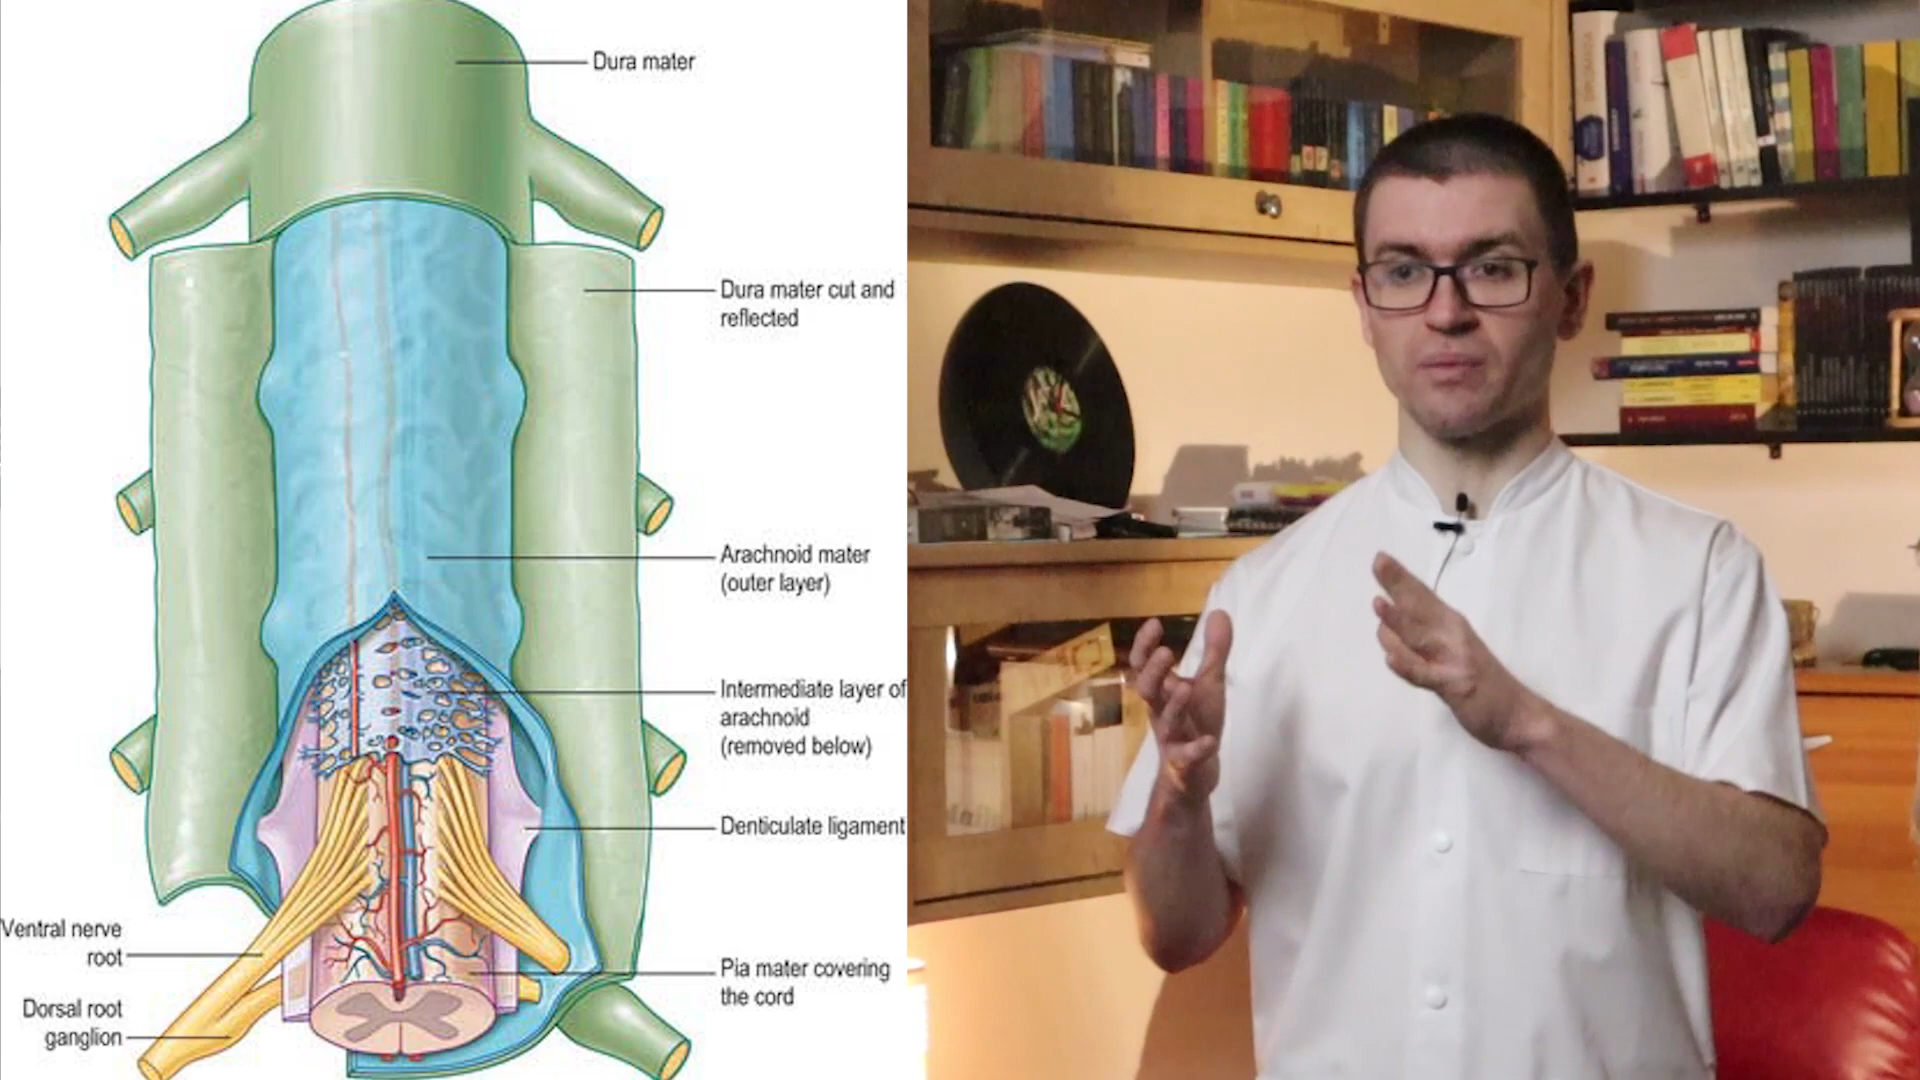 Dura mater
Dura mater cut and
reflected
Arachnoid mater
(outer layer)
Intermediate layer of
arachnoid
(removed below)
Denticulate ligament
Ventral nerve
root
Pia mater covering
the cord
Dorsal root
ganglion